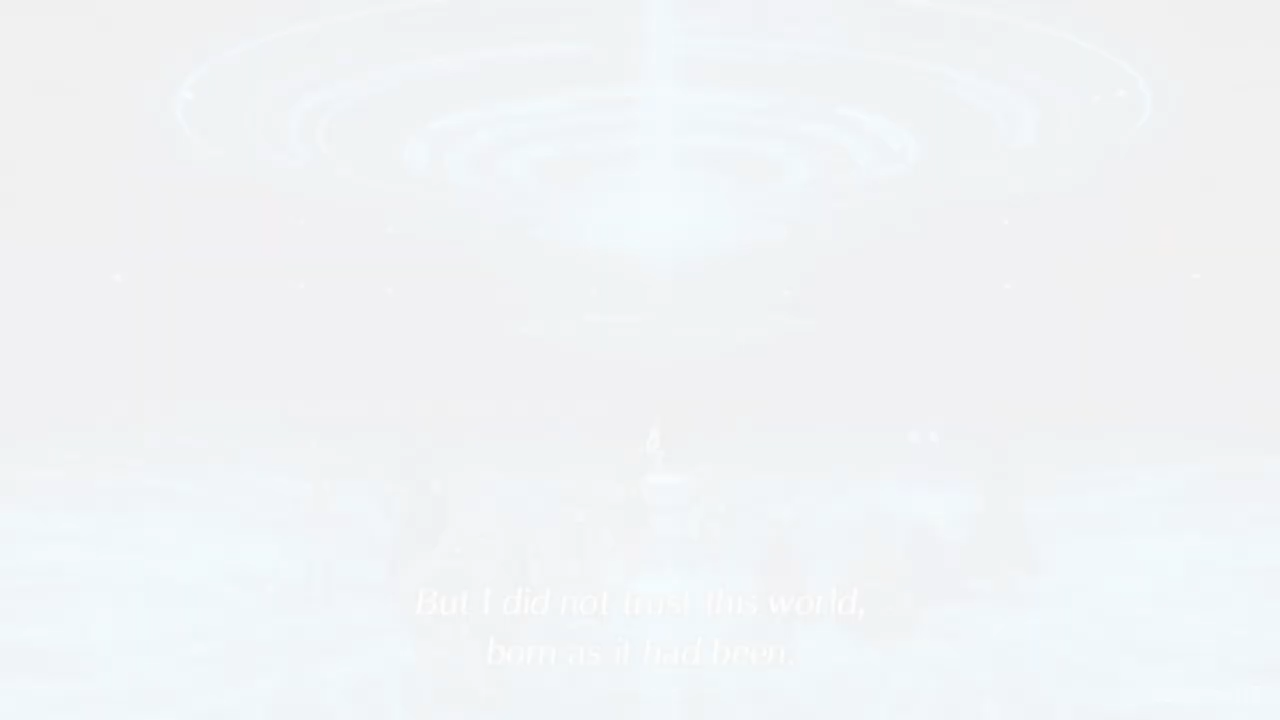 But I did not trust this world,
born as it had been.